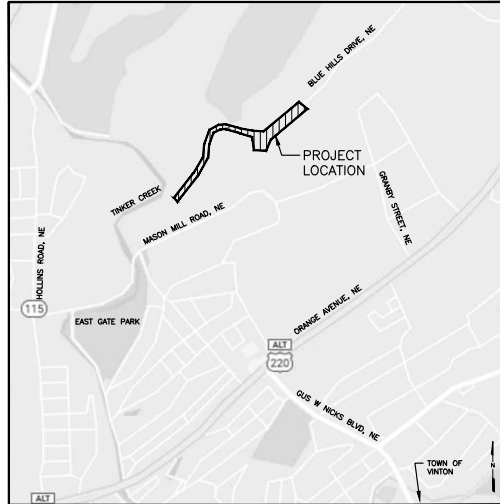 BLUE HILLS DRIVE, NE
PROJECT
LOCATION
GRANBY STREET, NE
TINKER CREEK
MASON MILL ROAD, NE
HOLLINS ROAD, NE
115
EAST GATE PARK
ORANGE AVENUE, NE
ALT
220
GUS W NICKS BLVD, NE
TOWN OF
VINTON
N
ALT